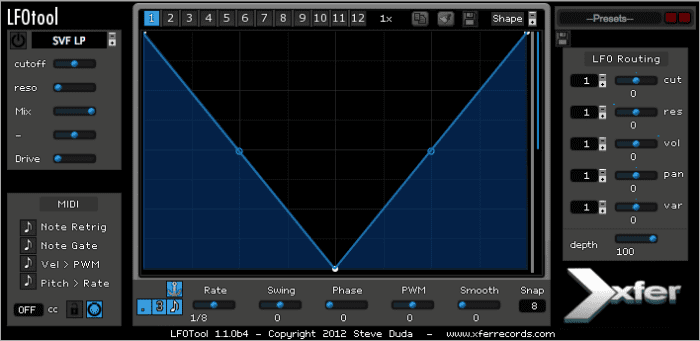 LFOtool
SVF LP
cutoff
reso
Mix
-
Drive
MIDI
Note Retrig
Note Gate
Vel > PWM
Pitch > Rate
OFF cc
1 2 3 4 5 6 7 8 9 10 11 12 1x Shape
. 3
Rate Swing Phase PWM Smooth Snap
1/8 0 0 0 0 8
LFOTool 1.1.0b4 - Copyright 2012 Steve Duda - www.xferrecords.com
--Presets--
LFO Routing
1 cut
0
1 res
0
1 vol
0
1 pan
0
1 var
0
depth
100
xfer